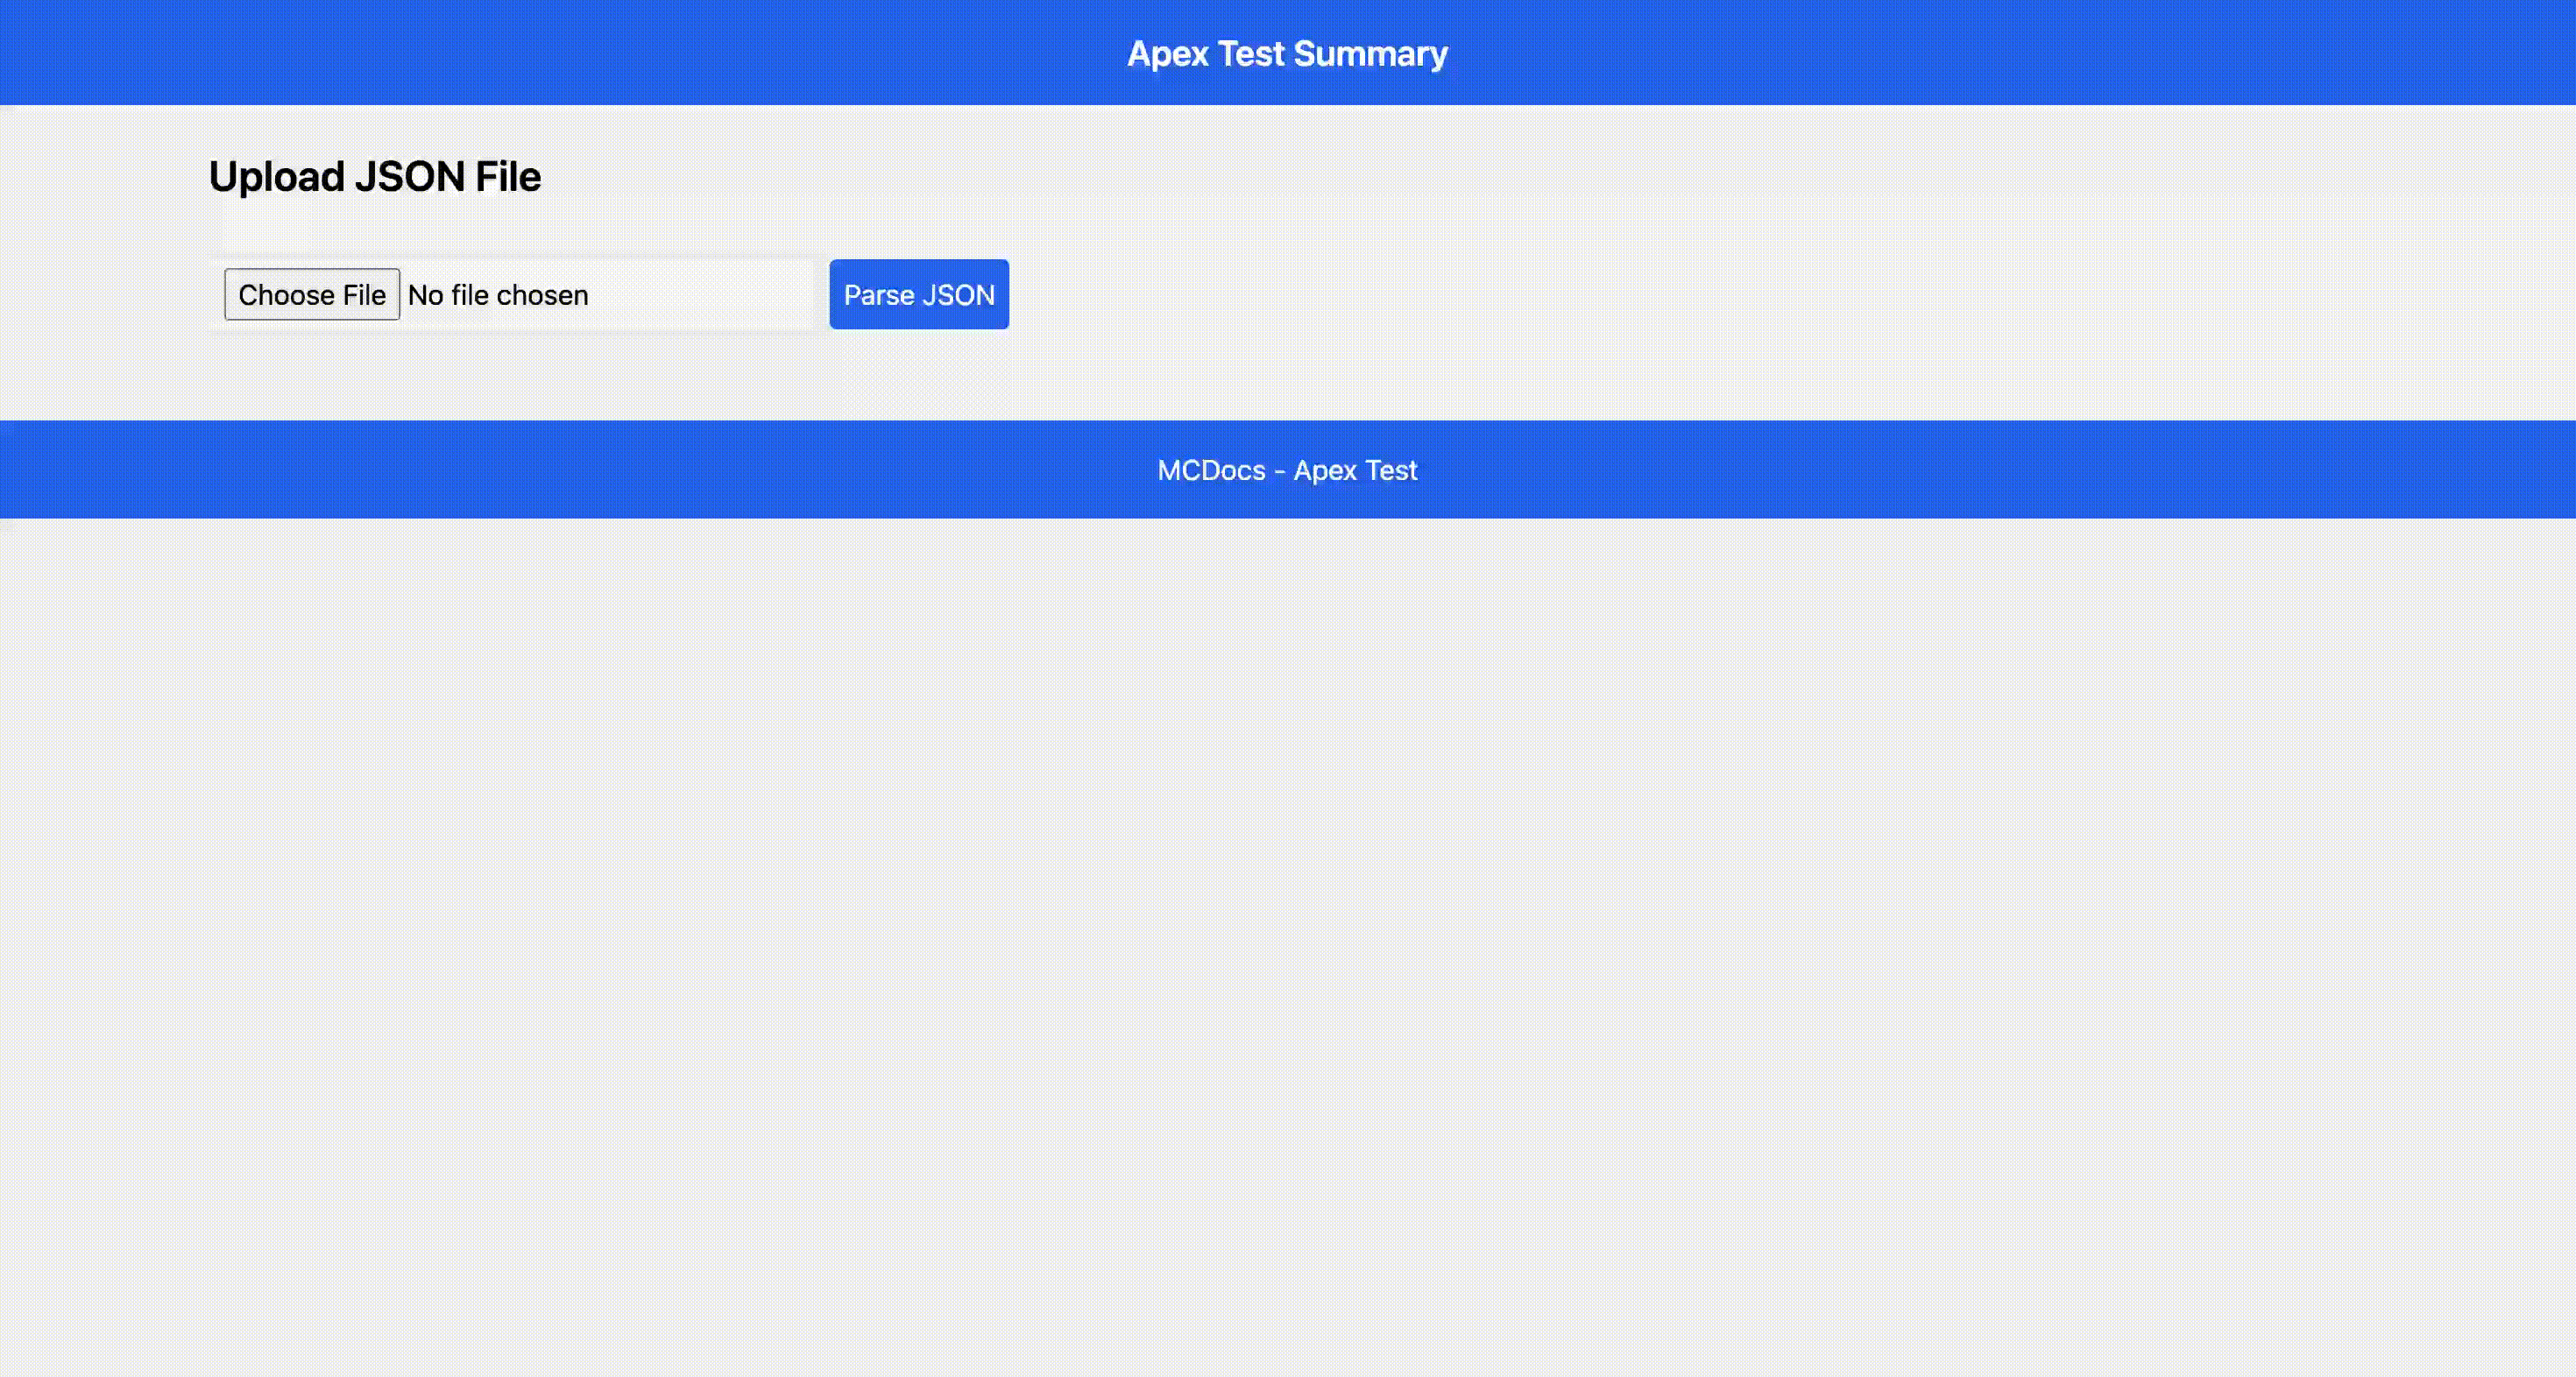 Apex Test Summary
Upload JSON File
Choose File No file chosen Parse JSON
MCDocs - Apex Test